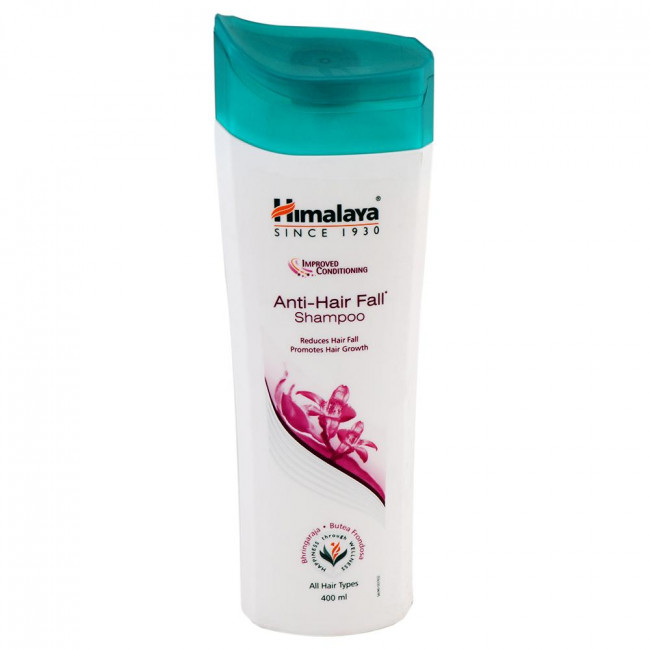 Himalaya®
SINCE 1930
IMPROVED
CONDITIONING
Anti-Hair Fall*
Shampoo
Reduces Hair Fall
Promotes Hair Growth
Bhringaraja • Butea Frondosa
HAPPINESS through WELLNESS
All Hair Types
400 ml